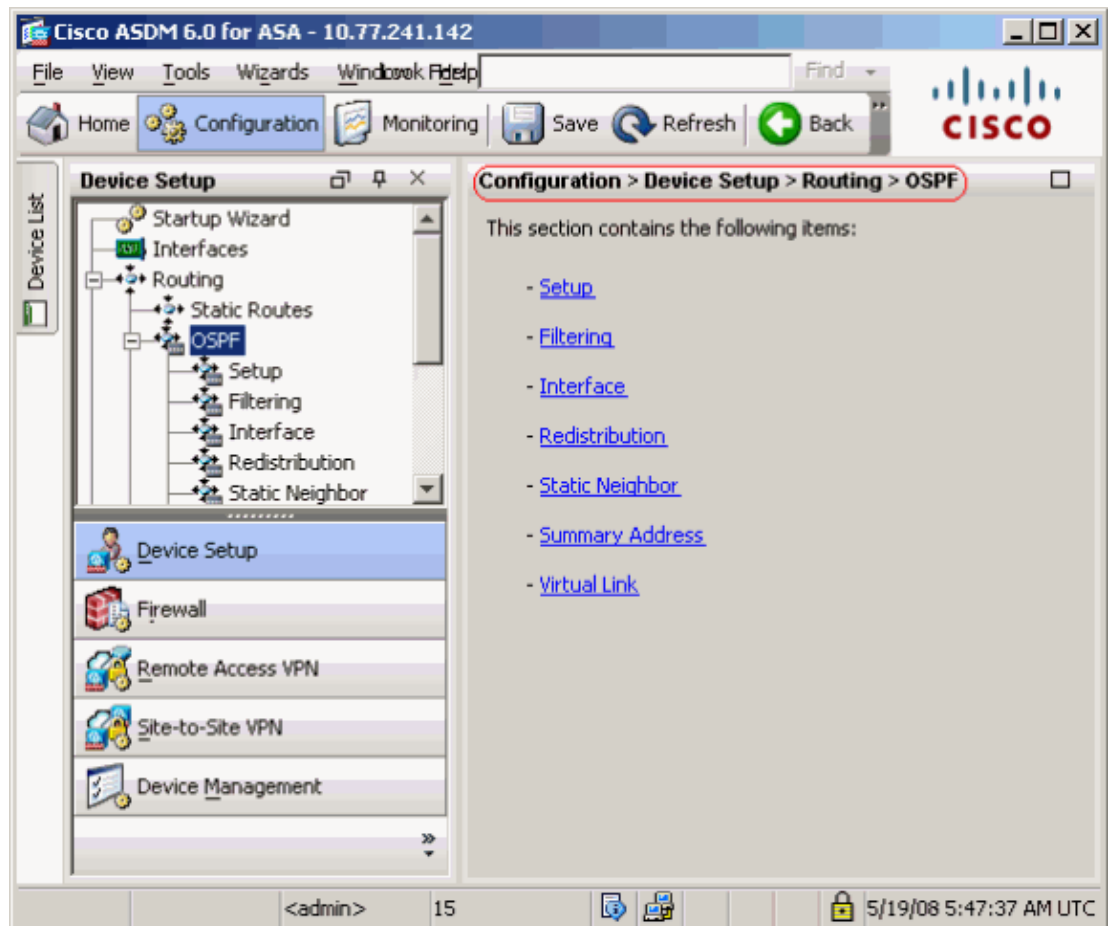 Cisco ASDM 6.0 for ASA - 10.77.241.142
File View Tools Wizards Window Help Find
Home Configuration Monitoring Save Refresh Back
CISCO
Device List
Device Setup
Startup Wizard
Interfaces
Routing
Static Routes
OSPF
Setup
Filtering
Interface
Redistribution
Static Neighbor
Device Setup
Firewall
Remote Access VPN
Site-to-Site VPN
Device Management
Configuration > Device Setup > Routing > OSPF
This section contains the following items:
- Setup
- Filtering
- Interface
- Redistribution
- Static Neighbor
- Summary Address
- Virtual Link
<admin> 15 5/19/08 5:47:37 AM UTC